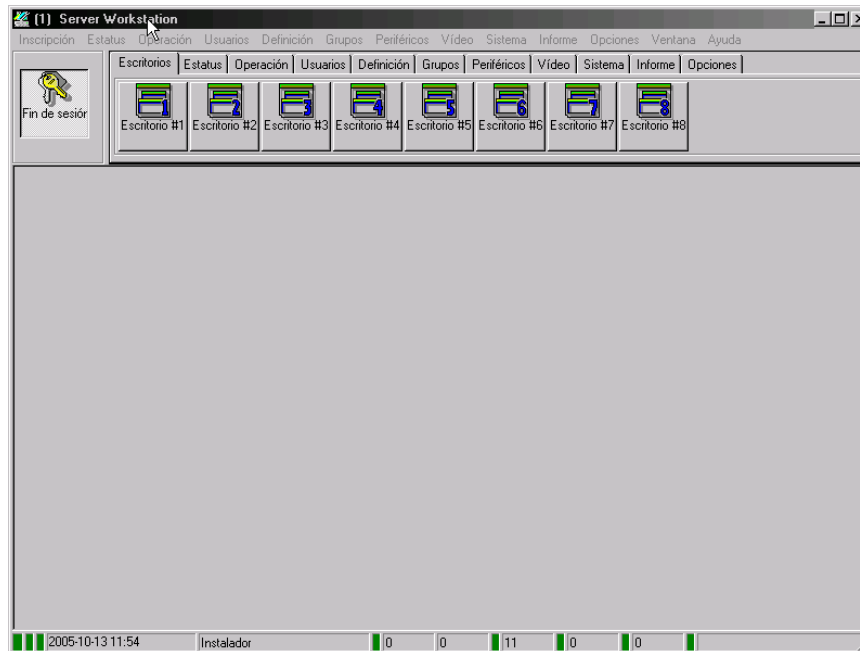 (1) Server Workstation
Inscripción Estatus Operación Usuarios Definición Grupos Periféricos Vídeo Sistema Informe Opciones Ventana Ayuda
Escritorios Estatus Operación Usuarios Definición Grupos Periféricos Vídeo Sistema Informe Opciones
Fin de sesiór
1 2 3 4 5 6 7 8
Escritorio #1 Escritorio #2 Escritorio #3 Escritorio #4 Escritorio #5 Escritorio #6 Escritorio #7 Escritorio #8
2005-10-13 11:54 Instalador 0 0 11 0 0